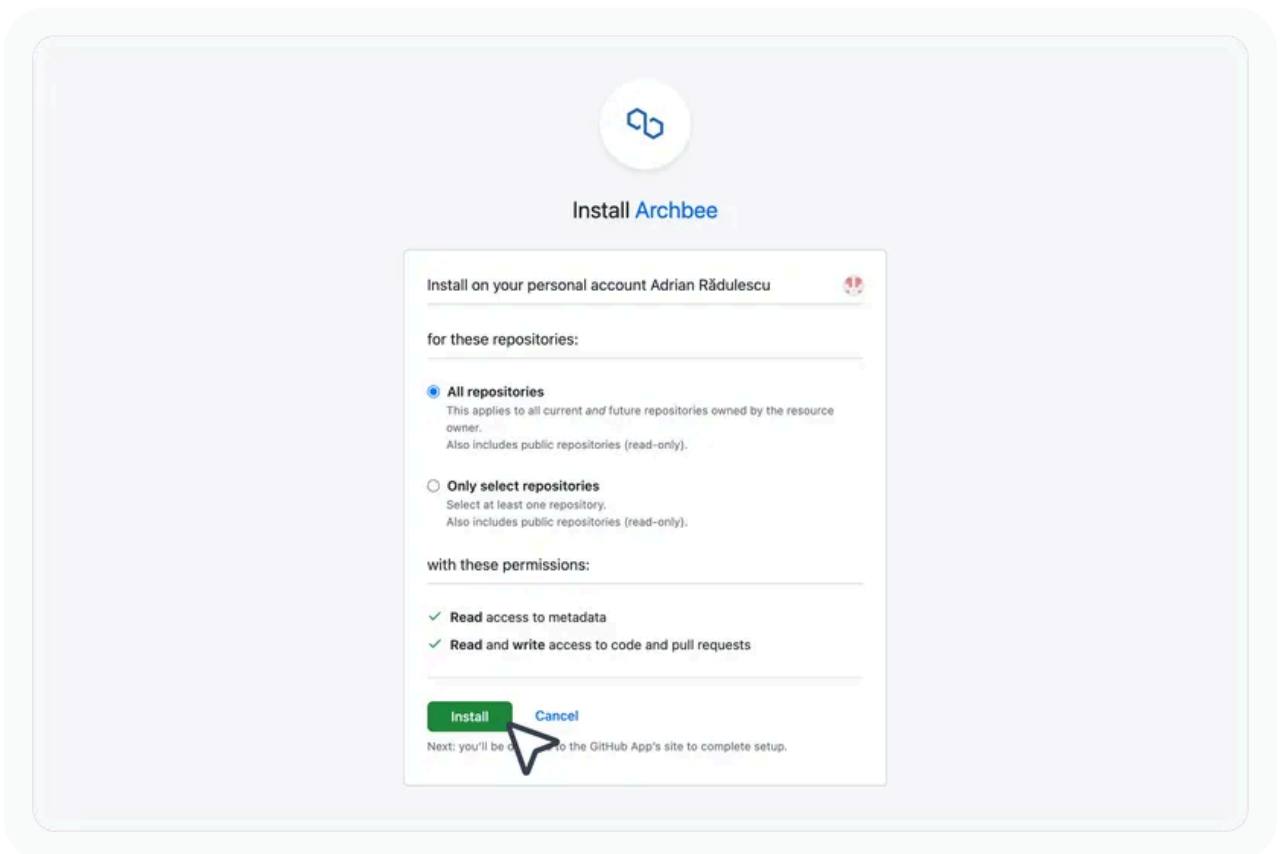 Install Archbee
Install on your personal account Adrian Rădulescu
for these repositories:
All repositories
This applies to all current and future repositories owned by the resource
owner.
Also includes public repositories (read-only).
Only select repositories
Select at least one repository.
Also includes public repositories (read-only).
with these permissions:
Read access to metadata
Read and write access to code and pull requests
Install Cancel
Next: you'll be to the GitHub App's site to complete setup.